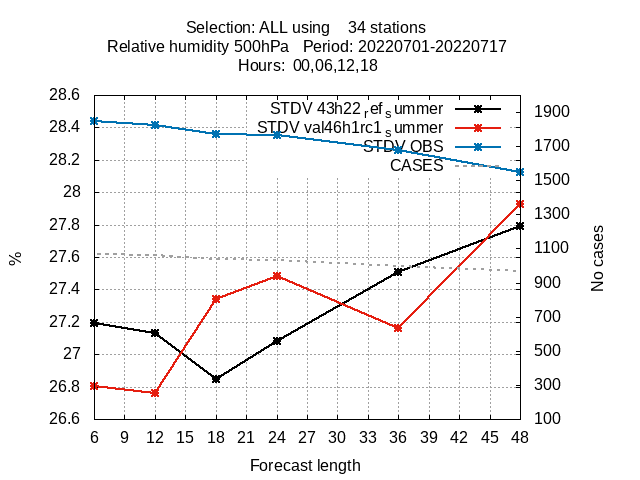 Selection: ALL using    34 stations
Relative humidity 500hPa   Period: 20220701-20220717
Hours: 00,06,12,18
STDV 43h22refsummer
STDV val46h1rc1summer
STDV OBS
CASES
28.6
28.4
28.2
28
27.8
27.6
27.4
27.2
27
26.8
26.6
%
1900
1700
1500
1300
1100
900
700
500
300
100
No cases
6 9 12 15 18 21 24 27 30 33 36 39 42 45 48
Forecast length